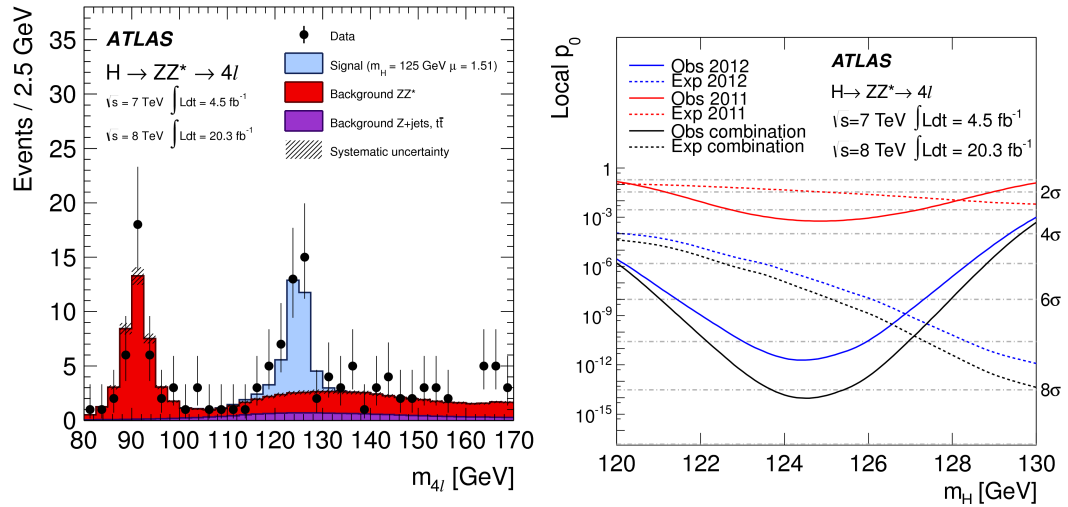 Events / 2.5 GeV
35
30
25
20
15
10
5
0
80 90 100 110 120 130 140 150 160 170
m4l [GeV]
ATLAS
H → ZZ* → 4l
√s = 7 TeV ∫Ldt = 4.5 fb⁻¹
√s = 8 TeV ∫Ldt = 20.3 fb⁻¹
Data
Signal (mH = 125 GeV μ = 1.51)
Background ZZ*
Background Z+jets, tt̄
Systematic uncertainty
Local p₀
Obs 2012
Exp 2012
Obs 2011
Exp 2011
Obs combination
Exp combination
ATLAS
H → ZZ* → 4l
√s=7 TeV ∫Ldt = 4.5 fb⁻¹
√s=8 TeV ∫Ldt = 20.3 fb⁻¹
1
10⁻³
10⁻⁶
10⁻⁹
10⁻¹²
10⁻¹⁵
2σ
4σ
6σ
8σ
120 122 124 126 128 130
mH [GeV]